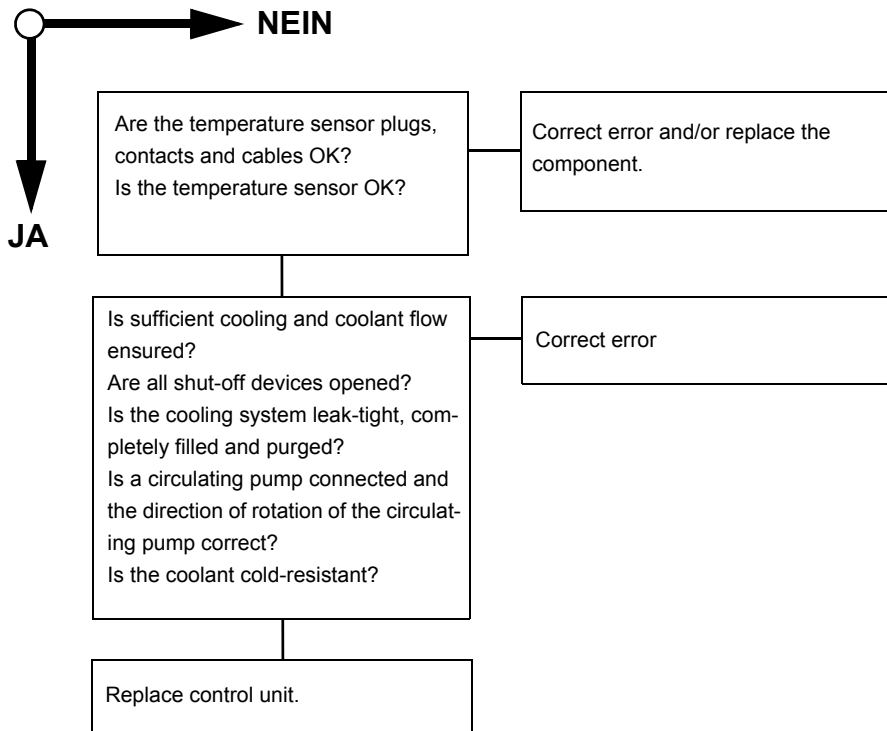 NEIN
JA
Are the temperature sensor plugs,
contacts and cables OK?
Is the temperature sensor OK?
Correct error and/or replace the
component.
Is sufficient cooling and coolant flow
ensured?
Are all shut-off devices opened?
Is the cooling system leak-tight, com-
pletely filled and purged?
Is a circulating pump connected and
the direction of rotation of the circulat-
ing pump correct?
Is the coolant cold-resistant?
Correct error
Replace control unit.